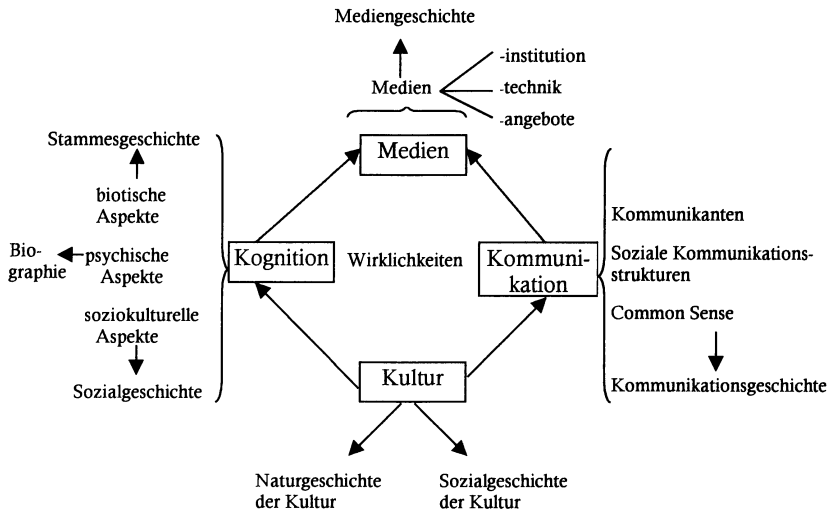 Mediengeschichte
Medien
-institution
-technik
-angebote
Medien
Stammesgeschichte
biotische
Aspekte
Bio-
graphie
psychische
Aspekte
soziokulturelle
Aspekte
Sozialgeschichte
Kognition
Wirklichkeiten
Kommuni-
kation
Kommunikanten
Soziale Kommunikations-
strukturen
Common Sense
Kommunikationsgeschichte
Kultur
Naturgeschichte
der Kultur
Sozialgeschichte
der Kultur